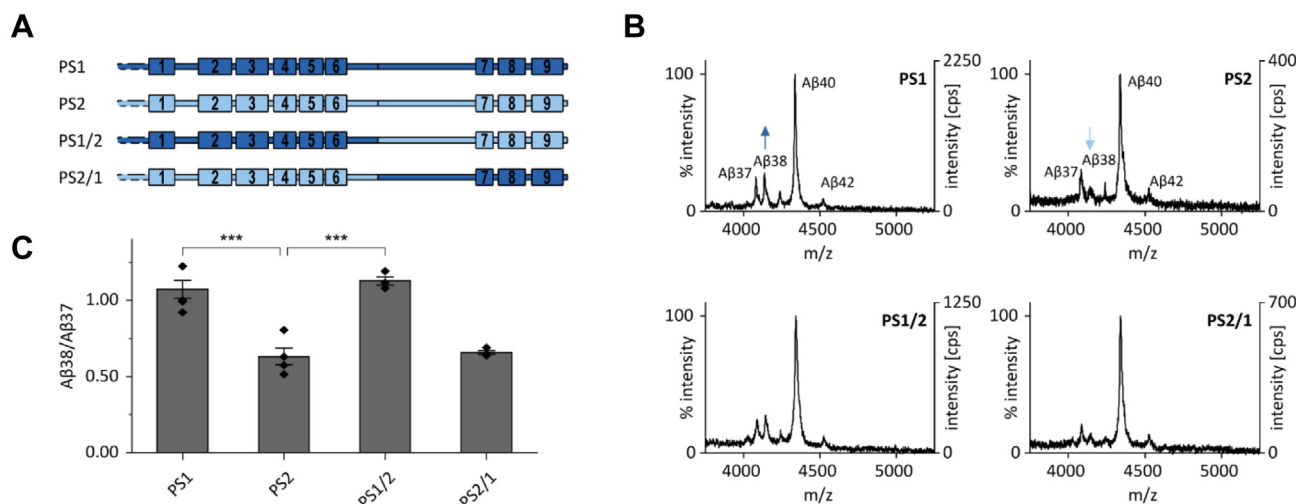 A
PS1
1 2 3 4 5 6 7 8 9
PS2
1 2 3 4 5 6 7 8 9
PS1/2
1 2 3 4 5 6 7 8 9
PS2/1
1 2 3 4 5 6 7 8 9
B
PS1
100
0
% intensity
2250
0
intensity [cps]
Aβ37
Aβ38
Aβ40
Aβ42
4000 4500 5000
m/z
PS2
100
0
% intensity
400
0
intensity [cps]
Aβ37
Aβ38
Aβ40
Aβ42
4000 4500 5000
m/z
PS1/2
100
0
% intensity
1250
0
intensity [cps]
4000 4500 5000
m/z
PS2/1
100
0
% intensity
700
0
intensity [cps]
4000 4500 5000
m/z
C
*** ***
Aβ38/Aβ37
1.00
0.50
0.00
PS1 PS2 PS1/2 PS2/1